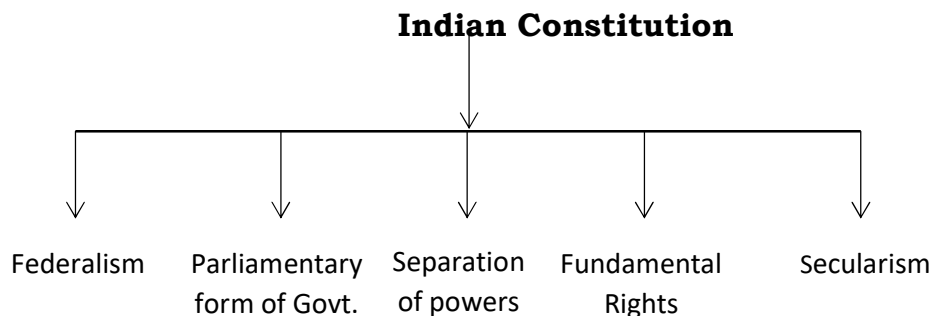 Indian Constitution
Federalism
Parliamentary
form of Govt.
Separation
of powers
Fundamental
Rights
Secularism